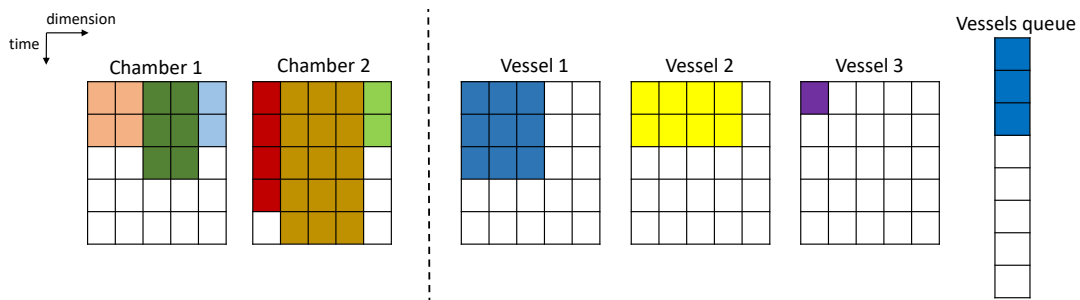 dimension
time
Chamber 1
Chamber 2
Vessel 1
Vessel 2
Vessel 3
Vessels queue